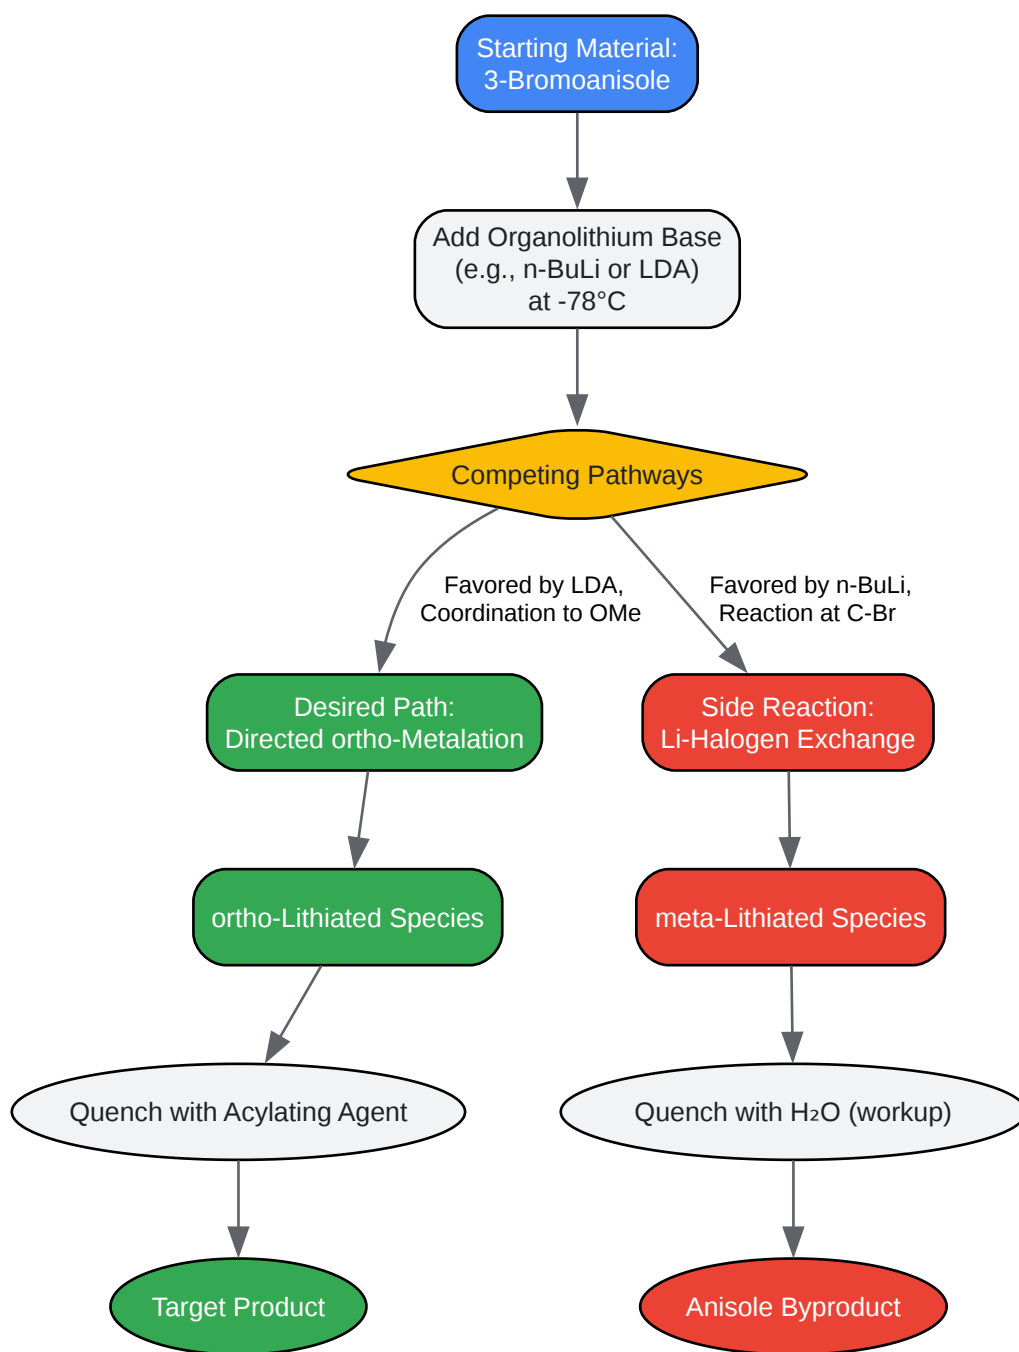 Starting Material:
3-Bromoanisole
Add Organolithium Base
(e.g., n-BuLi or LDA)
at -78°C
Competing Pathways
Favored by LDA,
Coordination to OMe
Favored by n-BuLi,
Reaction at C-Br
Desired Path:
Directed ortho-Metalation
Side Reaction:
Li-Halogen Exchange
ortho-Lithiated Species
meta-Lithiated Species
Quench with Acylating Agent
Quench with H₂O (workup)
Target Product
Anisole Byproduct